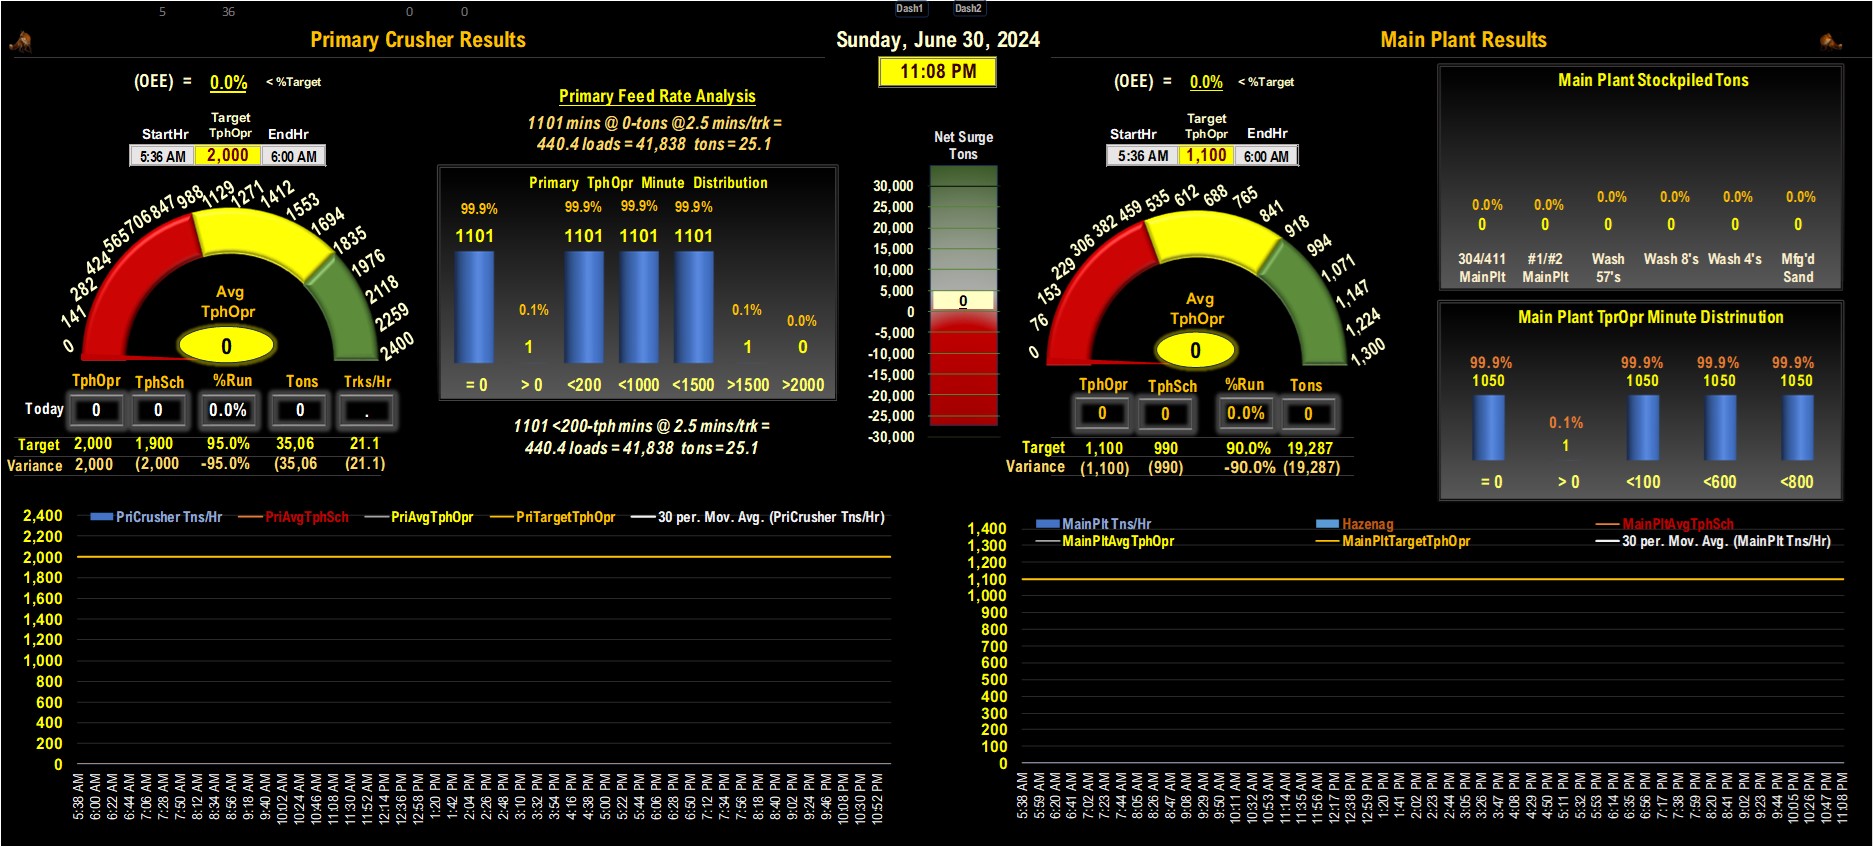 5 36 0 0 Dash1 Dash2
Primary Crusher Results
Sunday, June 30, 2024
Main Plant Results
11:08 PM
(OEE) = 0.0% < %Target
Target
StartHr TphOpr EndHr
5:36 AM 2,000 6:00 AM
0 141 282 424 565 706 847 988 1129 1271 1412 1553 1694 1835 1976 2118 2259 2400
Avg
TphOpr
0
TphOpr TphSch %Run Tons Trks/Hr
Today 0 0 0.0% 0 .
Target 2,000 1,900 95.0% 35,06 21.1
Variance 2,000 (2,000 -95.0% (35,06 (21.1)
Primary Feed Rate Analysis
1101 mins @ 0-tons @2.5 mins/trk =
440.4 loads = 41,838 tons = 25.1
Primary TphOpr Minute Distribution
99.9% 99.9% 99.9% 99.9%
1101 1101 1101 1101
0.1% 0.1% 0.0%
1 1 0
= 0 > 0 <200 <1000 <1500 >1500 >2000
1101 <200-tph mins @ 2.5 mins/trk =
440.4 loads = 41,838 tons = 25.1
Net Surge
Tons
30,000
25,000
20,000
15,000
10,000
5,000
0
0
-5,000
-10,000
-15,000
-20,000
-25,000
-30,000
(OEE) = 0.0% < %Target
Target
StartHr TphOpr EndHr
5:36 AM 1,100 6:00 AM
0 76 153 229 306 382 459 535 612 688 765 841 918 994 1,071 1,147 1,224 1,300
Avg
TphOpr
0
TphOpr TphSch %Run Tons
0 0 0.0% 0
Target 1,100 990 90.0% 19,287
Variance (1,100) (990) -90.0% (19,287)
Main Plant Stockpiled Tons
0.0% 0.0% 0.0% 0.0% 0.0% 0.0%
0 0 0 0 0 0
304/411 #1/#2 Wash Wash 8's Wash 4's Mfg'd
MainPlt MainPlt 57's Sand
Main Plant TprOpr Minute Distrinution
99.9% 99.9% 99.9% 99.9%
1050 1050 1050 1050
0.1%
1
= 0 > 0 <100 <600 <800
PriCrusher Tns/Hr PriAvgTphSch PriAvgTphOpr PriTargetTphOpr 30 per. Mov. Avg. (PriCrusher Tns/Hr)
2,400
2,200
2,000
1,800
1,600
1,400
1,200
1,000
800
600
400
200
0
5:38 AM 6:00 AM 6:22 AM 6:44 AM 7:06 AM 7:28 AM 7:50 AM 8:12 AM 8:34 AM 8:56 AM 9:18 AM 9:40 AM 10:02 AM 10:24 AM 10:46 AM 11:08 AM 11:30 AM 11:52 AM 12:14 PM 12:36 PM 12:58 PM 1:20 PM 1:42 PM 2:04 PM 2:26 PM 2:48 PM 3:10 PM 3:32 PM 3:54 PM 4:16 PM 4:38 PM 5:00 PM 5:22 PM 5:44 PM 6:06 PM 6:28 PM 6:50 PM 7:12 PM 7:34 PM 7:56 PM 8:18 PM 8:40 PM 9:02 PM 9:24 PM 9:46 PM 10:08 PM 10:30 PM 10:52 PM
MainPlt Tns/Hr Hazenag MainPltAvgTphSch
MainPltAvgTphOpr MainPltTargetTphOpr 30 per. Mov. Avg. (MainPlt Tns/Hr)
1,400
1,300
1,200
1,100
1,000
900
800
700
600
500
400
300
200
100
0
5:38 AM 5:59 AM 6:20 AM 6:41 AM 7:02 AM 7:23 AM 7:44 AM 8:05 AM 8:26 AM 8:47 AM 9:08 AM 9:29 AM 9:50 AM 10:11 AM 10:32 AM 10:53 AM 11:14 AM 11:35 AM 11:56 AM 12:17 PM 12:38 PM 12:59 PM 1:20 PM 1:41 PM 2:02 PM 2:23 PM 2:44 PM 3:05 PM 3:26 PM 3:47 PM 4:08 PM 4:29 PM 4:50 PM 5:11 PM 5:32 PM 5:53 PM 6:14 PM 6:35 PM 6:56 PM 7:17 PM 7:38 PM 7:59 PM 8:20 PM 8:41 PM 9:02 PM 9:23 PM 9:44 PM 10:05 PM 10:26 PM 10:47 PM 11:08 PM